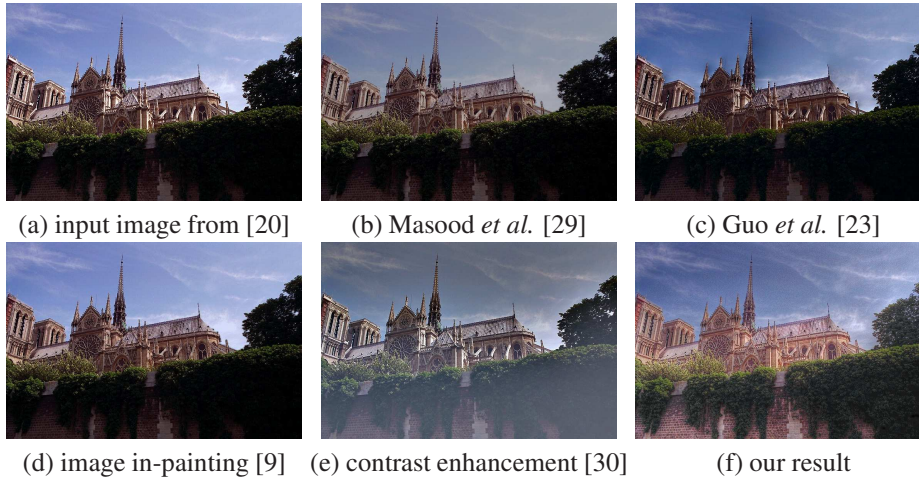 (a) input image from [20]
(b) Masood et al. [29]
(c) Guo et al. [23]
(d) image in-painting [9]
(e) contrast enhancement [30]
(f) our result